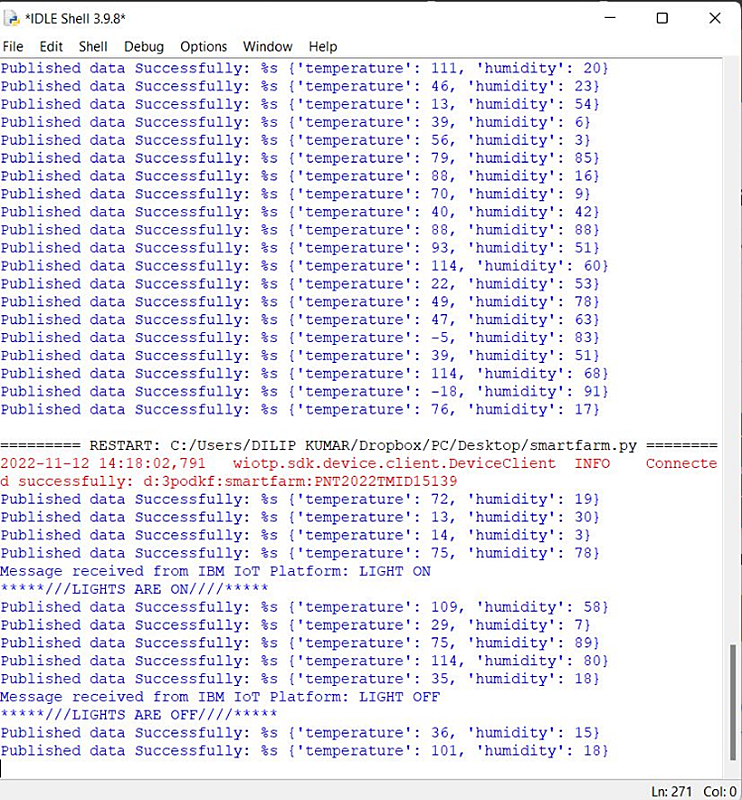 *IDLE Shell 3.9.8*
File Edit Shell Debug Options Window Help
Published data Successfully: %s {'temperature': 111, 'humidity': 20}
Published data Successfully: %s {'temperature': 46, 'humidity': 23}
Published data Successfully: %s {'temperature': 13, 'humidity': 54}
Published data Successfully: %s {'temperature': 39, 'humidity': 6}
Published data Successfully: %s {'temperature': 56, 'humidity': 3}
Published data Successfully: %s {'temperature': 79, 'humidity': 85}
Published data Successfully: %s {'temperature': 88, 'humidity': 16}
Published data Successfully: %s {'temperature': 70, 'humidity': 9}
Published data Successfully: %s {'temperature': 40, 'humidity': 42}
Published data Successfully: %s {'temperature': 88, 'humidity': 88}
Published data Successfully: %s {'temperature': 93, 'humidity': 51}
Published data Successfully: %s {'temperature': 114, 'humidity': 60}
Published data Successfully: %s {'temperature': 22, 'humidity': 53}
Published data Successfully: %s {'temperature': 49, 'humidity': 78}
Published data Successfully: %s {'temperature': 47, 'humidity': 63}
Published data Successfully: %s {'temperature': -5, 'humidity': 83}
Published data Successfully: %s {'temperature': 39, 'humidity': 51}
Published data Successfully: %s {'temperature': 114, 'humidity': 68}
Published data Successfully: %s {'temperature': -18, 'humidity': 91}
Published data Successfully: %s {'temperature': 76, 'humidity': 17}
========= RESTART: C:/Users/DILIP KUMAR/Dropbox/PC/Desktop/smartfarm.py ========
2022-11-12 14:18:02,791   wiotp.sdk.device.client.DeviceClient  INFO    Connecte
d successfully: d:3podkf:smartfarm:PNT2022TMID15139
Published data Successfully: %s {'temperature': 72, 'humidity': 19}
Published data Successfully: %s {'temperature': 13, 'humidity': 30}
Published data Successfully: %s {'temperature': 14, 'humidity': 3}
Published data Successfully: %s {'temperature': 75, 'humidity': 78}
Message received from IBM IoT Platform: LIGHT ON
*****///LIGHTS ARE ON////*****
Published data Successfully: %s {'temperature': 109, 'humidity': 58}
Published data Successfully: %s {'temperature': 29, 'humidity': 7}
Published data Successfully: %s {'temperature': 75, 'humidity': 89}
Published data Successfully: %s {'temperature': 114, 'humidity': 80}
Published data Successfully: %s {'temperature': 35, 'humidity': 18}
Message received from IBM IoT Platform: LIGHT OFF
*****///LIGHTS ARE OFF////*****
Published data Successfully: %s {'temperature': 36, 'humidity': 15}
Published data Successfully: %s {'temperature': 101, 'humidity': 18}
Ln: 271 Col: 0